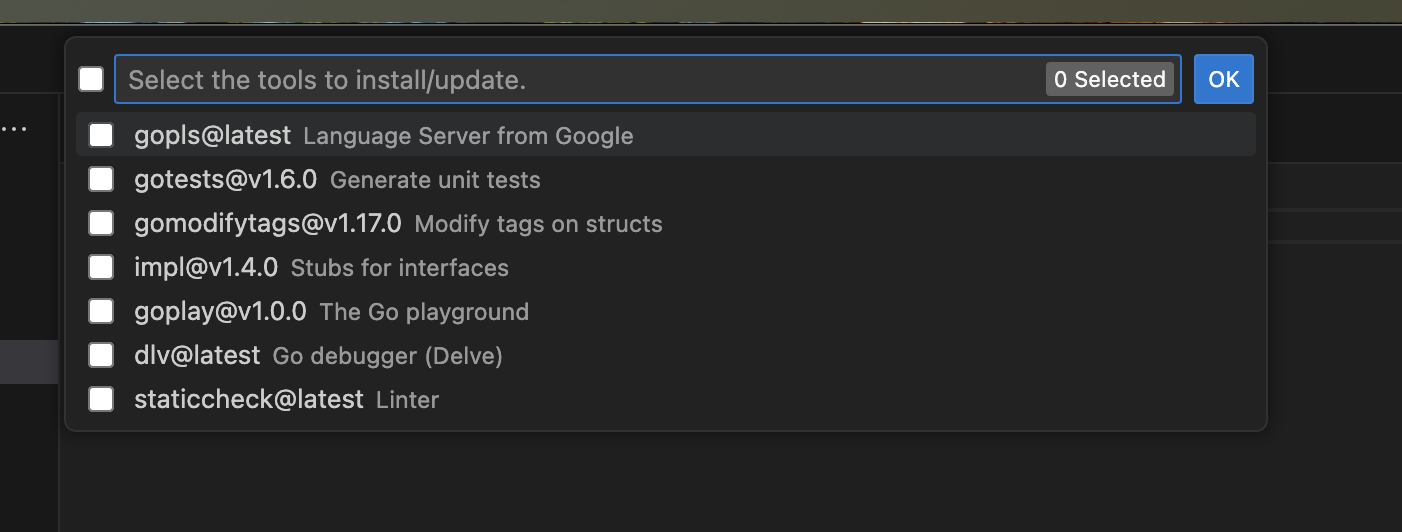 Select the tools to install/update. 0 Selected OK
gopls@latest Language Server from Google
gotests@v1.6.0 Generate unit tests
gomodifytags@v1.17.0 Modify tags on structs
impl@v1.4.0 Stubs for interfaces
goplay@v1.0.0 The Go playground
dlv@latest Go debugger (Delve)
staticcheck@latest Linter